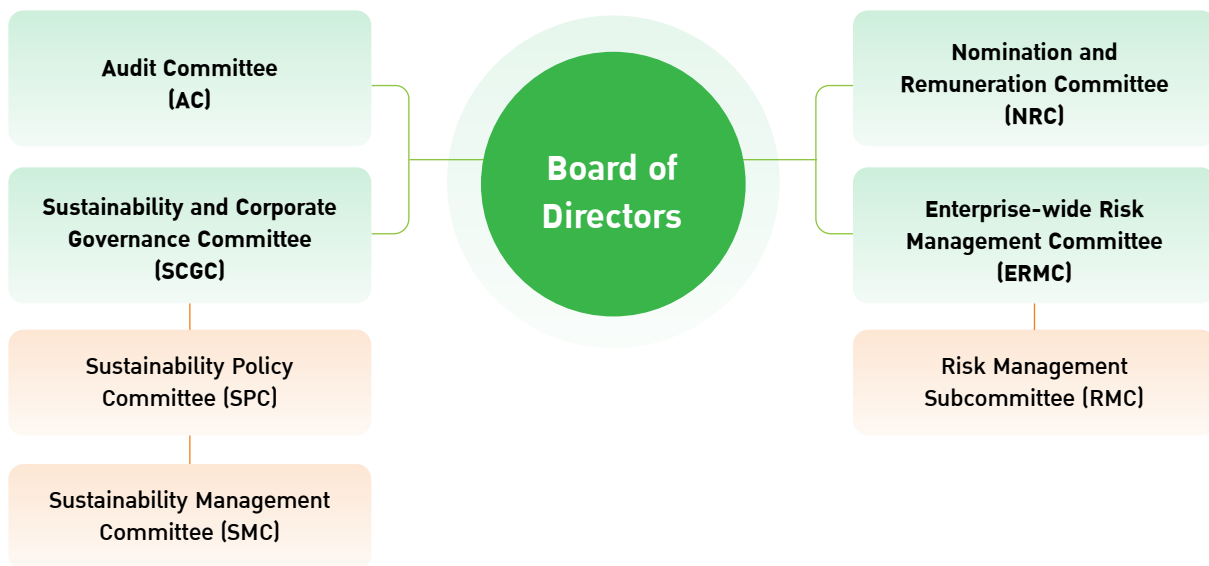 Audit Committee
(AC)
Sustainability and Corporate
Governance Committee
(SCGC)
Sustainability Policy
Committee (SPC)
Sustainability Management
Committee (SMC)
Board of
Directors
Nomination and
Remuneration Committee
(NRC)
Enterprise-wide Risk
Management Committee
(ERMC)
Risk Management
Subcommittee (RMC)